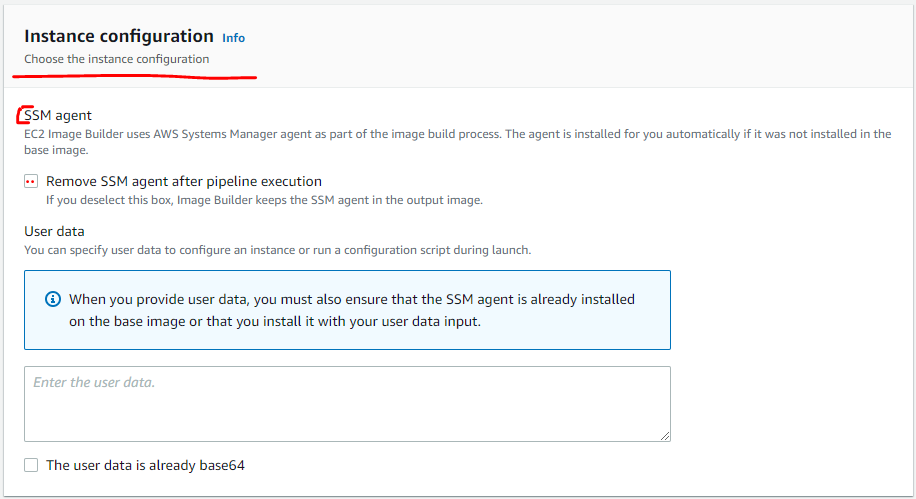 Instance configuration Info
Choose the instance configuration
SSM agent
EC2 Image Builder uses AWS Systems Manager agent as part of the image build process. The agent is installed for you automatically if it was not installed in the
base image.
Remove SSM agent after pipeline execution
If you deselect this box, Image Builder keeps the SSM agent in the output image.
User data
You can specify user data to configure an instance or run a configuration script during launch.
When you provide user data, you must also ensure that the SSM agent is already installed
on the base image or that you install it with your user data input.
Enter the user data.
The user data is already base64